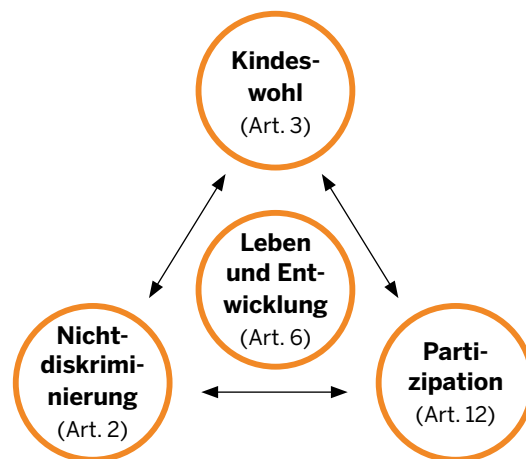 Kindes-
wohl
(Art. 3)
Leben
und Ent-
wicklung
(Art. 6)
Nicht-
diskrimi-
nierung
(Art. 2)
Parti-
zipation
(Art. 12)